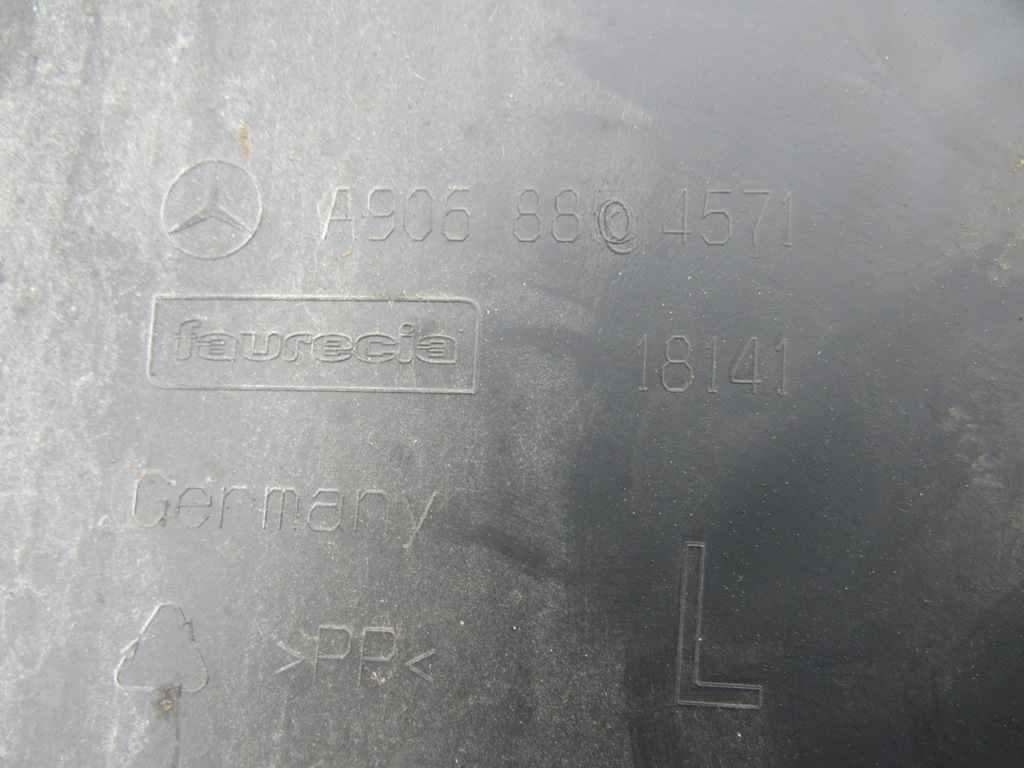 A906 880 4571
faurecia
18141
Germany
>PP<
L